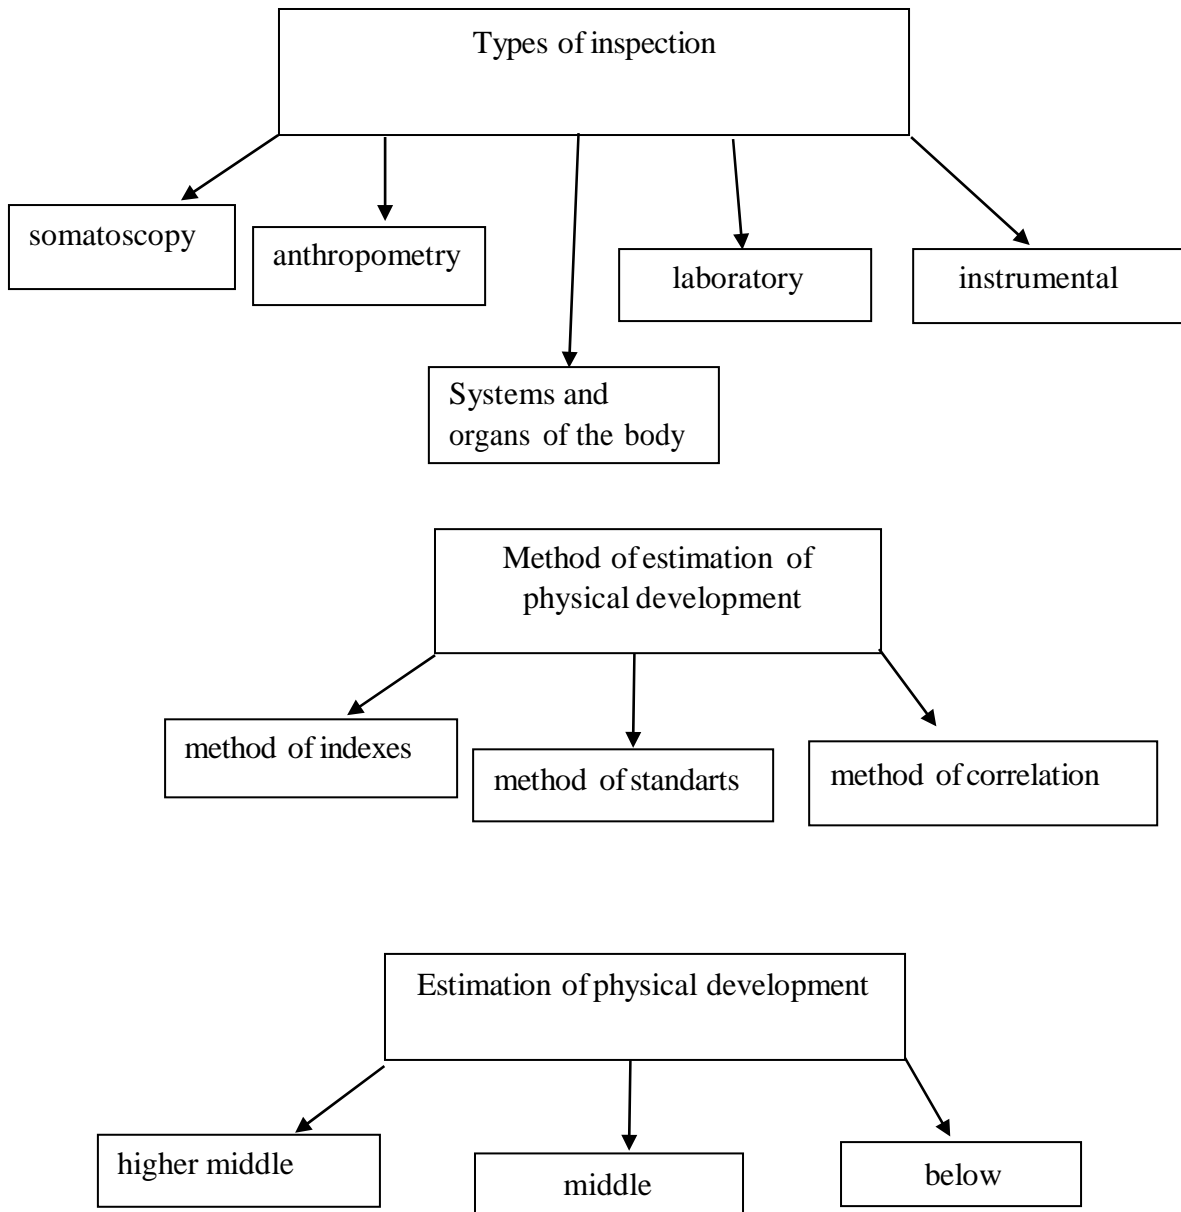 Types of inspection
somatoscopy
anthropometry
laboratory
instrumental
Systems and
organs of the body
Method of estimation of
physical development
method of indexes
method of standarts
method of correlation
Estimation of physical development
higher middle
middle
below